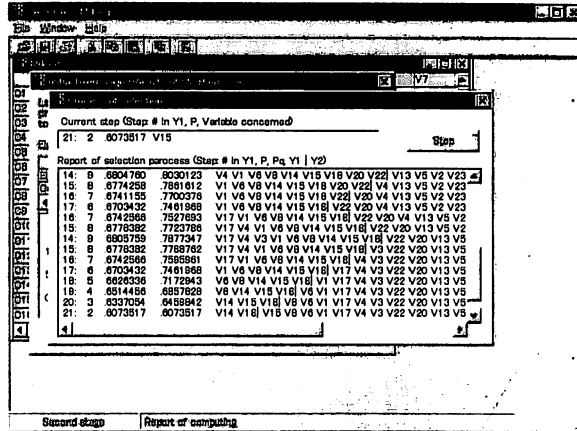 File Window Help
V7
Current step (Step: # in Y1, P, Variable concerned)
21: 2 .6073517 V15
Stop
Report of selection parocess (Step: # in Y1, P, Pq, Y1 | Y2)
14: 9 .6804760 .8030123 V4 V1 V6 V8 V14 V15 V18 V20 V22| V13 V5 V2 V23
15: 8 .6774258 .7861612 V1 V6 V8 V14 V15 V18 V20 V22| V4 V13 V5 V2 V23
16: 7 .6741155 .7700376 V1 V6 V8 V14 V15 V18 V22| V20 V4 V13 V5 V2 V23
17: 6 .6703432 .7461968 V1 V6 V8 V14 V15 V18| V22 V20 V4 V13 V5 V2 V23
16: 7 .6742566 .7527693 V17 V1 V6 V8 V14 V15 V18| V22 V20 V4 V13 V5 V2
15: 8 .6778382 .7723786 V17 V4 V1 V6 V8 V14 V15 V18| V22 V20 V13 V5
14: 9 .6805759 .7877347 V17 V4 V3 V1 V6 V8 V14 V15 V18| V22 V20 V13 V5
15: 8 .6778382 .7788762 V17 V4 V1 V6 V8 V14 V15 V18| V3 V22 V20 V13 V5
16: 7 .6742566 .7595961 V17 V1 V6 V8 V14 V15 V18| V4 V3 V22 V20 V13 V5
17: 6 .6703432 .7461968 V1 V6 V8 V14 V15 V18| V17 V4 V3 V22 V20 V13 V5
18: 5 .6626336 .7172943 V6 V8 V14 V15 V18| V1 V17 V4 V3 V22 V20 V13 V5
19: 4 .6514456 .6857828 V8 V14 V15 V18| V6 V1 V17 V4 V3 V22 V20 V13 V5
20: 3 .6337054 .6459842 V14 V15 V18| V8 V6 V1 V17 V4 V3 V22 V20 V13 V5
21: 2 .6073517 .6073517 V14 V18| V15 V8 V6 V1 V17 V4 V3 V22 V20 V13 V5
Second stage
Report of computing